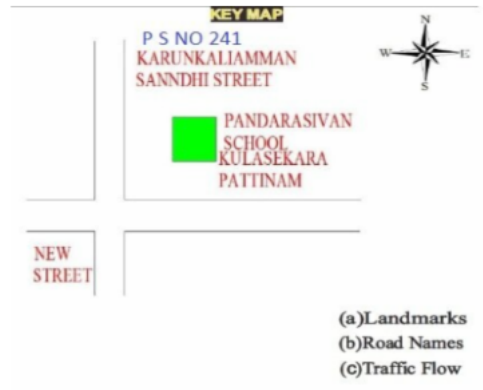 KEY MAP
P S NO 241
KARUNKALIAMMAN
SANNDHI STREET
N
W
E
S
PANDARASIVAN
SCHOOL
KULASEKARA
PATTINAM
NEW
STREET
(a)Landmarks
(b)Road Names
(c)Traffic Flow